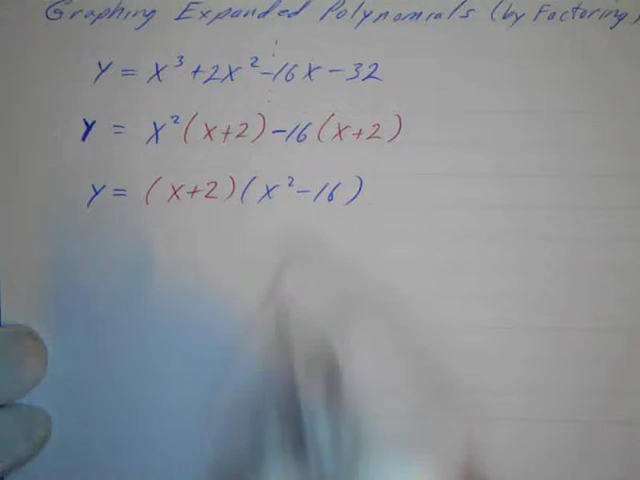 Graphing Expanded Polynomials (by Factoring)
y = x³ + 2x² - 16x - 32
y = x² (x+2) - 16 (x+2)
y = (x+2) (x² - 16)